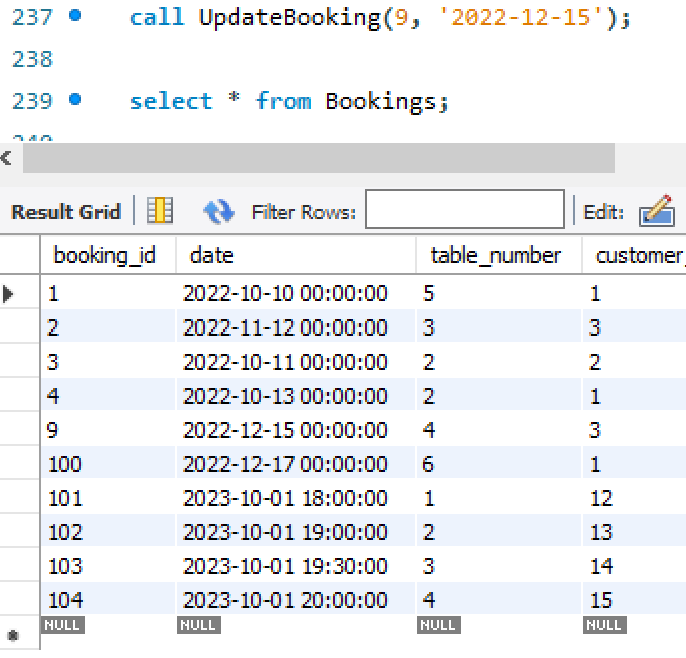 237 call UpdateBooking(9, '2022-12-15');
238
239 select * from Bookings;
Result Grid Filter Rows: Edit:
booking_id date table_number customer_
1 2022-10-10 00:00:00 5 1
2 2022-11-12 00:00:00 3 3
3 2022-10-11 00:00:00 2 2
4 2022-10-13 00:00:00 2 1
9 2022-12-15 00:00:00 4 3
100 2022-12-17 00:00:00 6 1
101 2023-10-01 18:00:00 1 12
102 2023-10-01 19:00:00 2 13
103 2023-10-01 19:30:00 3 14
104 2023-10-01 20:00:00 4 15
NULL NULL NULL NULL